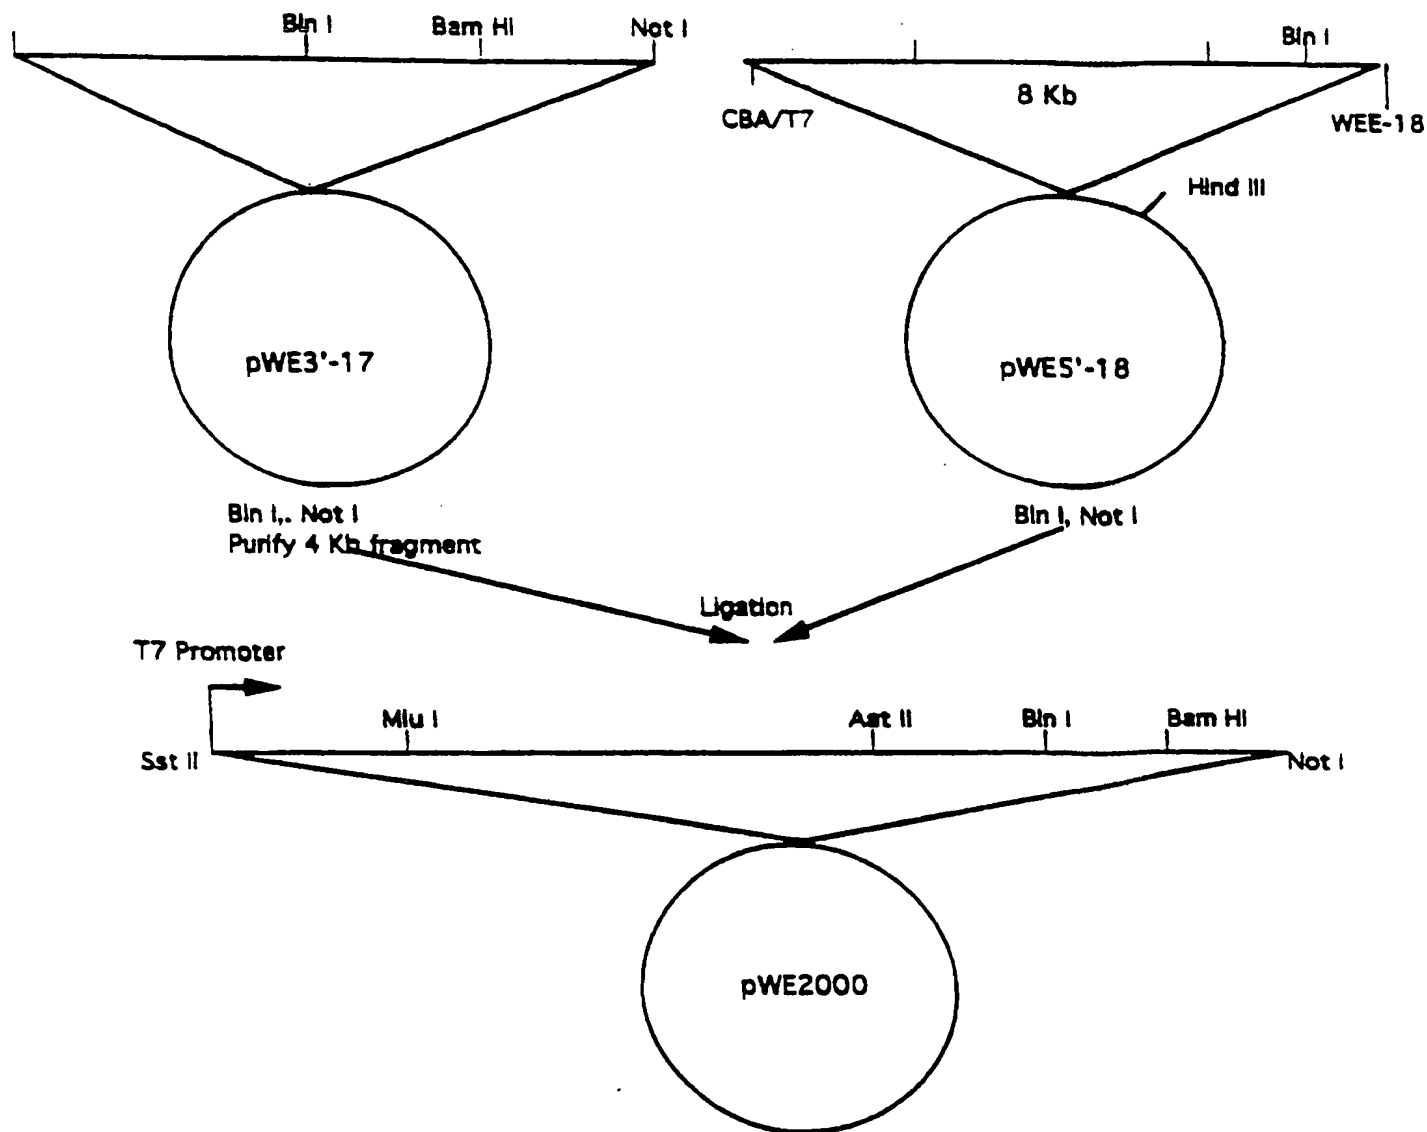 Bln I
Bam HI
Not I
Bln I
8 Kb
CBA/T7
WEE-18
Hind III
pWE3'-17
pWE5'-18
Bln I,. Not I
Purify 4 Kb fragment
Bln I, Not I
Ligation
T7 Promoter
Mlu I
Aat II
Bln I
Bam HI
Sst II
Not I
pWE2000